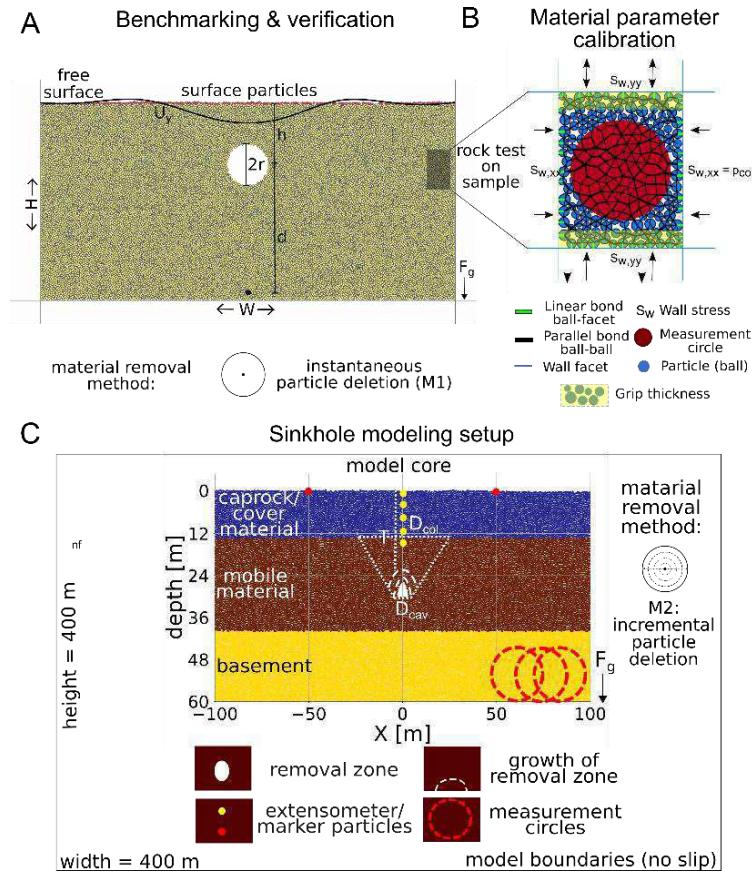 A
Benchmarking & verification
free
surface
surface particles
Uy
h
2r
H
d
W
Fg
rock test
on
sample
material removal
method:
instantaneous
particle deletion (M1)
B
Material parameter
calibration
Sw,yy
Sw,xx
Sw,xx = pco
Sw,yy
Linear bond
ball-facet
Sw Wall stress
Parallel bond
ball-ball
Measurement
circle
Wall facet
Particle (ball)
Grip thickness
C
Sinkhole modeling setup
model core
caprock/
cover
material
mobile
material
basement
T
Dcol
Dcav
depth [m]
0
12
24
36
48
60
−100
−50
0
50
100
X [m]
Fg
matarial
removal
method:
M2:
incremental
particle
deletion
nf
height = 400 m
removal zone
growth of
removal zone
extensometer/
marker particles
measurement
circles
width = 400 m
model boundaries (no slip)